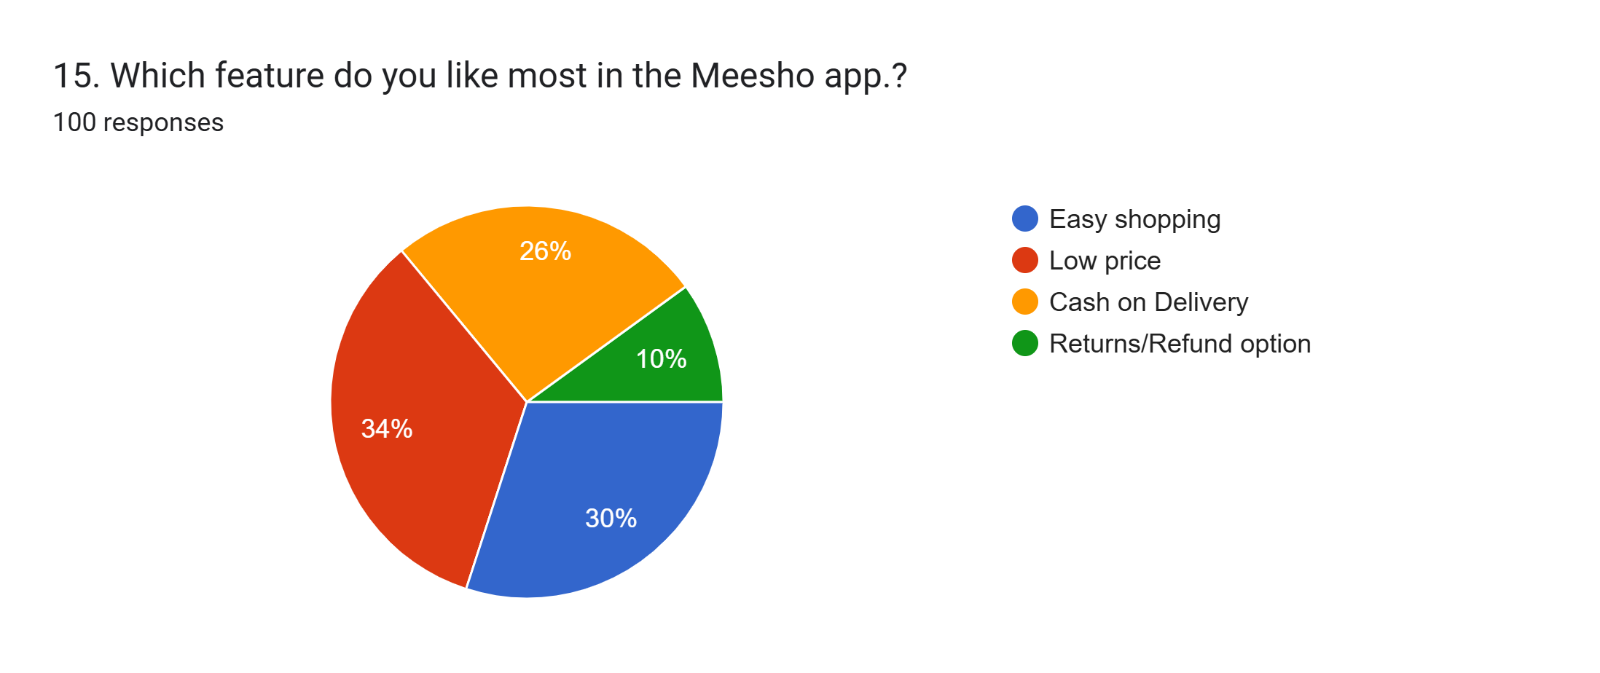 15. Which feature do you like most in the Meesho app.?
100 responses
26%
10%
34%
30%
Easy shopping
Low price
Cash on Delivery
Returns/Refund option